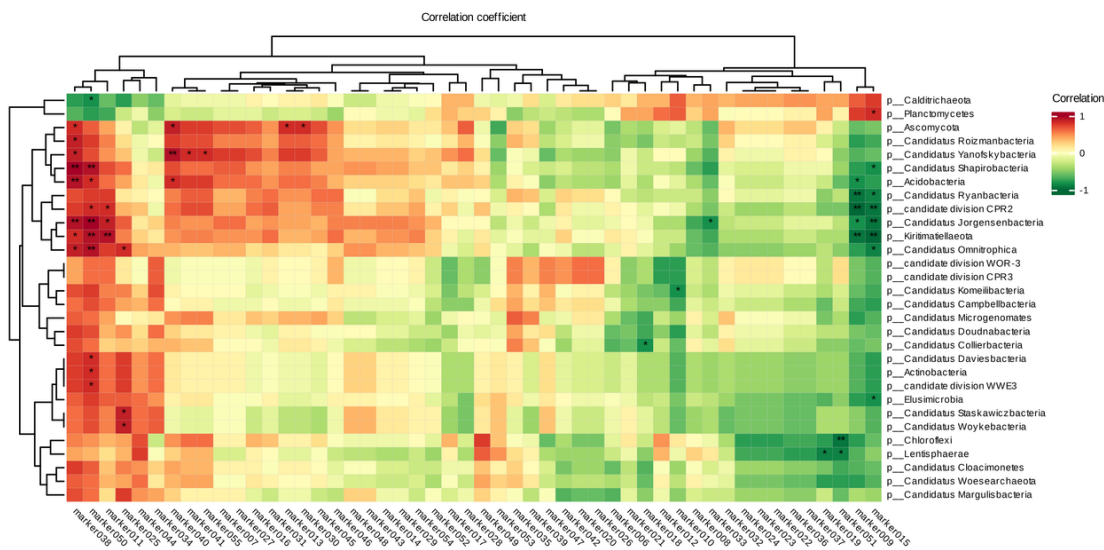 Correlation coefficient
p__Calditrichaeota
p__Planctomycetes
p__Ascomycota
p__Candidatus Roizmanbacteria
p__Candidatus Yanofskybacteria
p__Candidatus Shapirobacteria
p__Acidobacteria
p__Candidatus Ryanbacteria
p__candidate division CPR2
p__Candidatus Jorgensenbacteria
p__Kiritimatiellaeota
p__Candidatus Omnitrophica
p__candidate division WOR-3
p__candidate division CPR3
p__Candidatus Komeilibacteria
p__Candidatus Campbellbacteria
p__Candidatus Microgenomates
p__Candidatus Doudnabacteria
p__Candidatus Collierbacteria
p__Candidatus Daviesbacteria
p__Actinobacteria
p__candidate division WWE3
p__Elusimicrobia
p__Candidatus Staskawiczbacteria
p__Candidatus Woykebacteria
p__Chloroflexi
p__Lentisphaerae
p__Candidatus Cloacimonetes
p__Candidatus Woesearchaeota
p__Candidatus Margulisbacteria
Correlation
1
0
-1
marker038
marker050
marker011
marker025
marker044
marker034
marker040
marker041
marker055
marker007
marker027
marker016
marker031
marker013
marker030
marker045
marker046
marker048
marker043
marker014
marker029
marker054
marker052
marker017
marker028
marker049
marker053
marker039
marker035
marker047
marker042
marker020
marker026
marker006
marker021
marker018
marker012
marker010
marker008
marker033
marker032
marker024
marker023
marker022
marker036
marker037
marker019
marker051
marker009
marker015